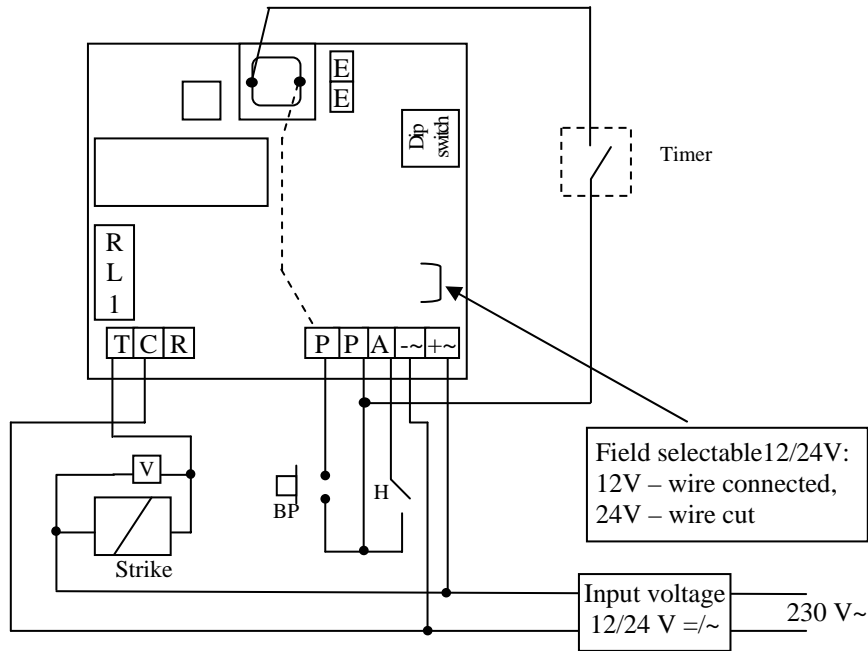 E
E
Dip
switch
Timer
R
L
1
T C R
P P A -~ +~
Field selectable12/24V:
12V – wire connected,
24V – wire cut
V
H
BP
Strike
Input voltage
12/24 V =/~
230 V~